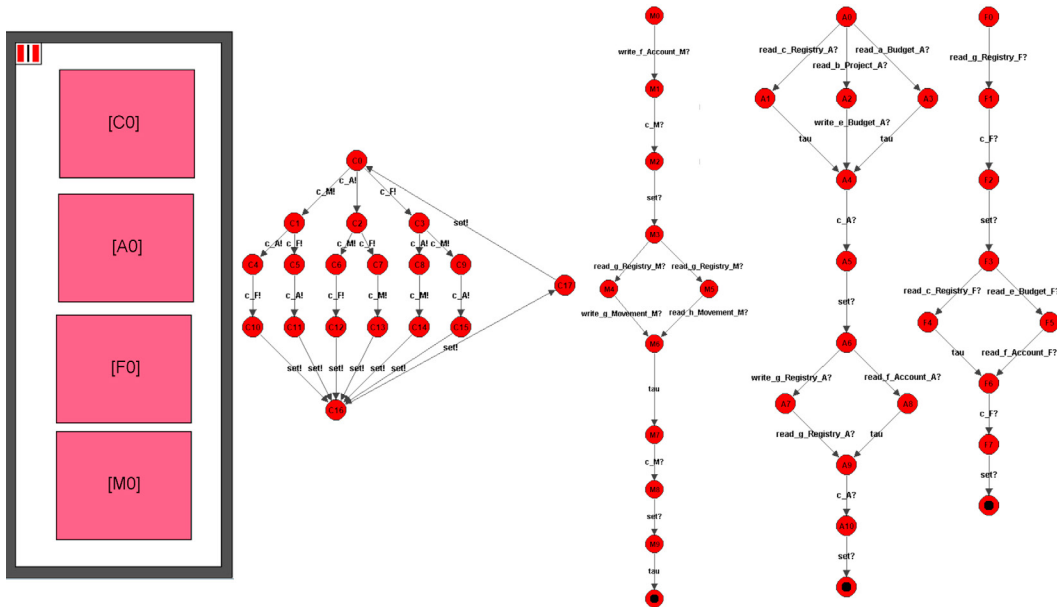 [C0]
[A0]
[F0]
[M0]
C0
c_M!
c_A!
c_F!
set!
C1
C2
C3
c_A!
c_F!
c_M!
c_F!
c_A!
c_M!
C4
C5
C6
C7
C8
C9
C17
c_F!
c_A!
c_F!
c_M!
c_M!
c_A!
C10
C11
C12
C13
C14
C15
set!
set!
set!
set!
set!
set!
set!
C16
M0
write_f_Account_M?
M1
c_M?
M2
set?
M3
read_g_Registry_M?
read_g_Registry_M?
M4
M5
write_g_Movement_M?
read_h_Movement_M?
M6
tau
M7
c_M?
M8
set?
M9
tau
A0
read_c_Registry_A?
read_a_Budget_A?
read_b_Project_A?
A1
A2
A3
write_e_Budget_A?
tau
tau
A4
c_A?
A5
set?
A6
write_g_Registry_A?
read_f_Account_A?
A7
A8
read_g_Registry_A?
tau
A9
c_A?
A10
set?
F0
read_g_Registry_F?
F1
c_F?
F2
set?
F3
read_c_Registry_F?
read_e_Budget_F?
F4
F5
tau
read_f_Account_F?
F6
c_F?
F7
set?